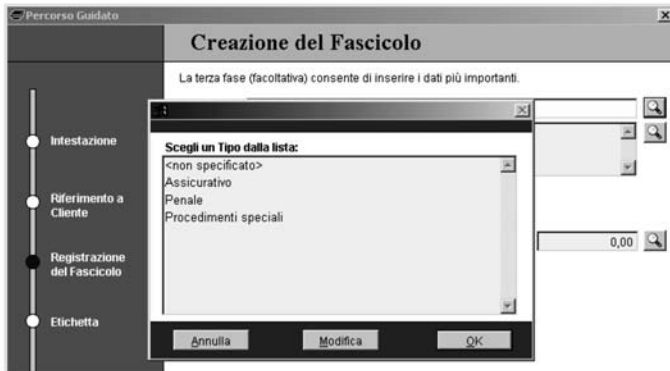 Percorso Guidato
Creazione del Fascicolo
La terza fase (facoltativa) consente di inserire i dati più importanti.
Intestazione
Riferimento a
Cliente
Registrazione
del Fascicolo
Etichetta
Scegli un Tipo dalla lista:
<non specificato>
Assicurativo
Penale
Procedimenti speciali
0,00
Annulla
Modifica
OK